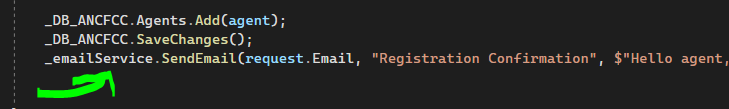 _DB_ANCFCC.Agents.Add(agent);
_DB_ANCFCC.SaveChanges();
_emailService.SendEmail(request.Email, "Registration Confirmation", $"Hello agent,